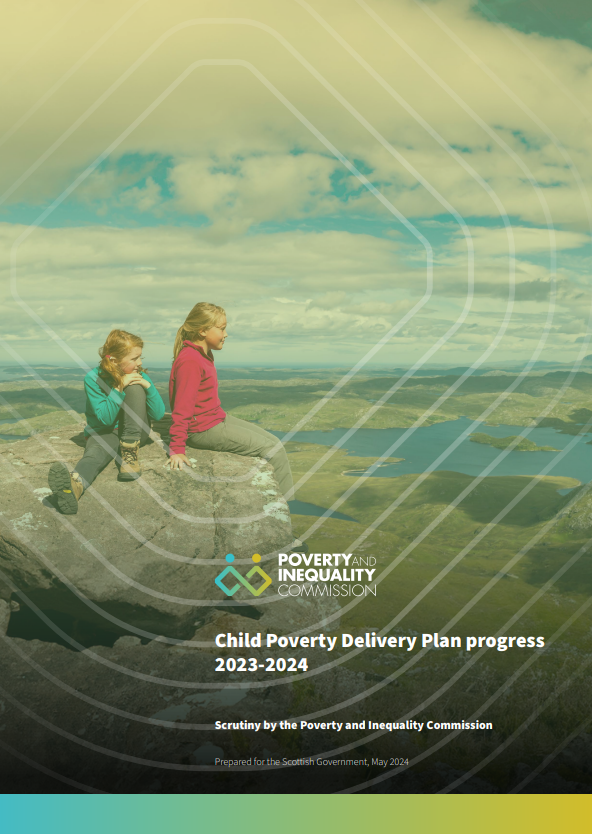 POVERTY AND
INEQUALITY
COMMISSION
Child Poverty Delivery Plan progress
2023-2024
Scrutiny by the Poverty and Inequality Commission
Prepared for the Scottish Government, May 2024